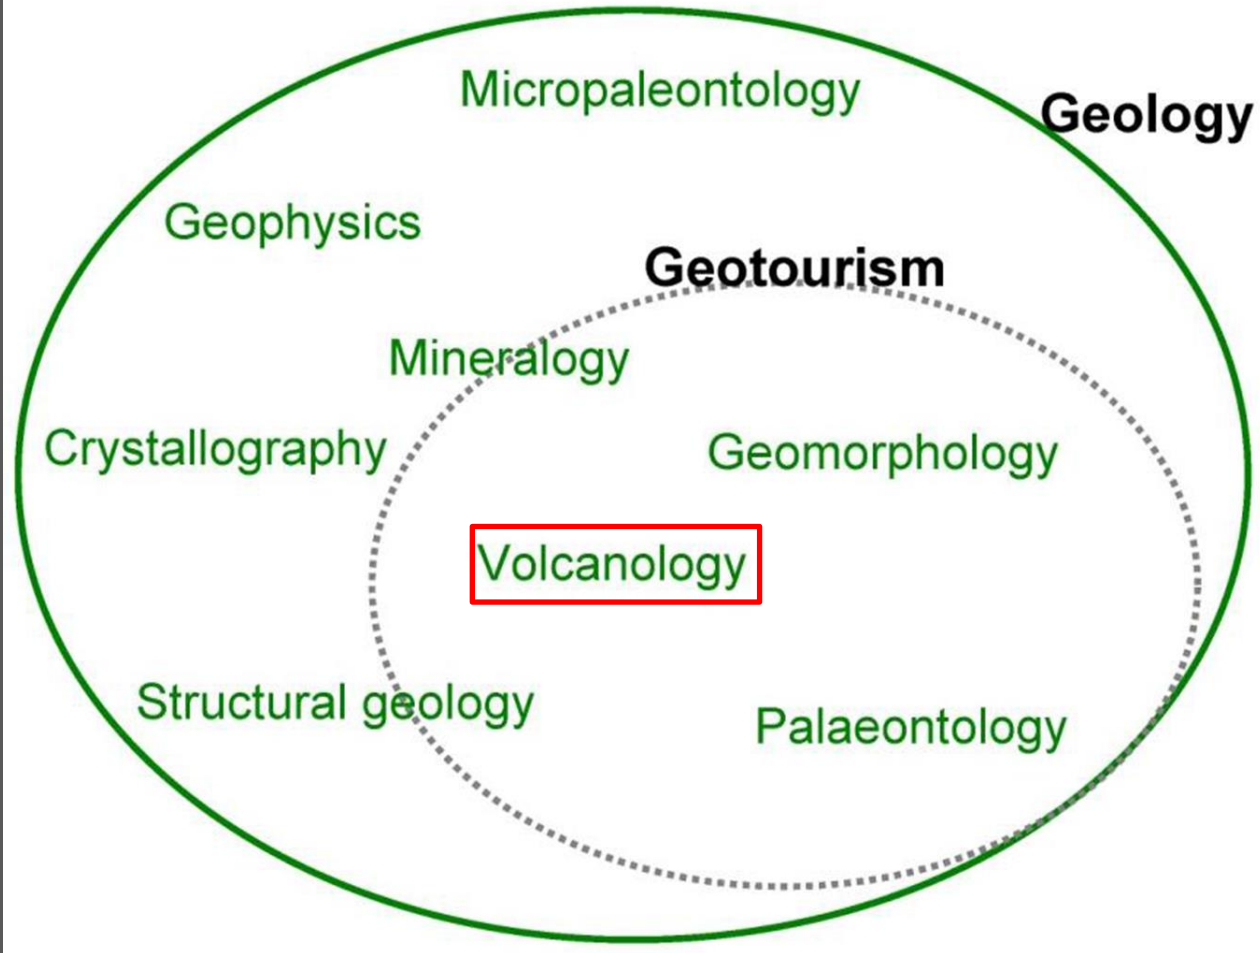 Micropaleontology
Geology
Geophysics
Geotourism
Mineralogy
Crystallography
Geomorphology
Volcanology
Structural geology
Palaeontology